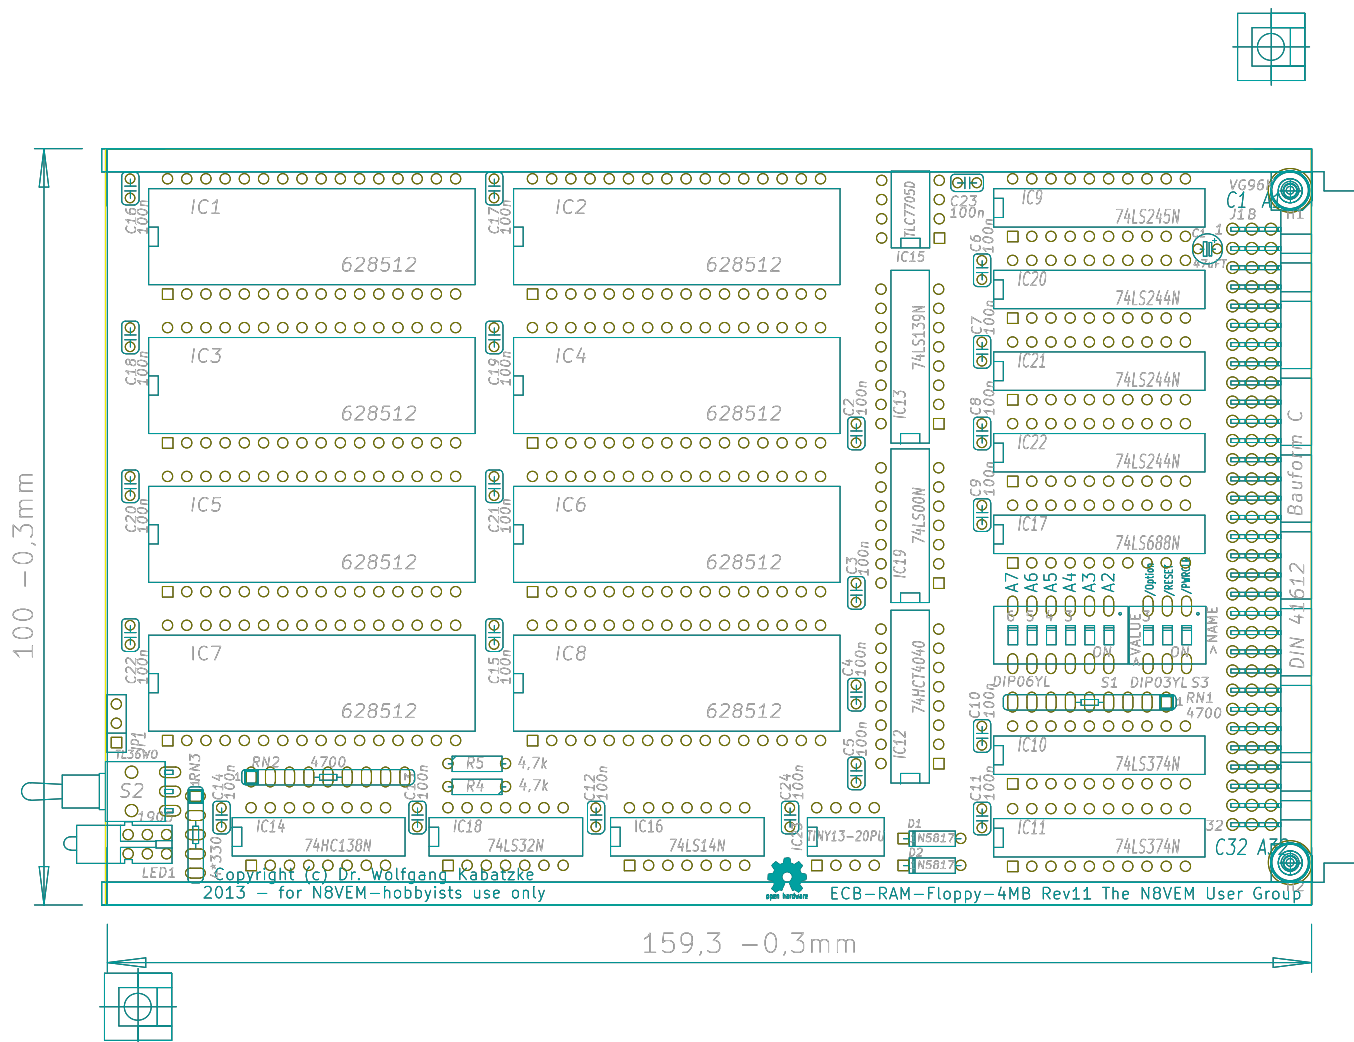 IC1
628512
C16
100n
IC2
628512
C17
100n
TLC7705D
IC15
C23
100n
IC9
74LS245N
C1
J1B
1
IC3
628512
C18
100n
IC4
628512
C19
100n
74LS139N
IC13
C2
100n
C6
100n
IC20
74LS244N
C7
100n
IC21
74LS244N
C8
100n
IC22
74LS244N
C9
100n
IC17
74LS688N
IC5
628512
C20
100n
IC6
628512
C21
100n
74LS00N
IC19
C3
100n
A7
A6
A5
A4
A3
A2
/Option
/RESET
ON
ON
>VALUE
>NAME
DIP06YL
S1
DIP03YL
S3
RN1
4700
Bauform C
DIN 41612
100 -0,3mm
IC7
628512
C22
100n
IC8
628512
C15
100n
74HCT4040
IC12
C4
100n
C5
100n
C10
100n
IC10
74LS374N
C11
100n
IC11
74LS374N
32
C32
S2
RN3
LED1
RN2
4700
R5
4,7k
R4
4,7k
C14
100n
IC14
74HC138N
100n
IC18
74LS32N
C12
100n
IC16
74LS14N
C24
100n
TINY13-20PU
D1
1N5817
D2
1N5817
Copyright (c) Dr. Wolfgang Kabatzke
2013 - for N8VEM-hobbyists use only
open hardware
ECB-RAM-Floppy-4MB Rev11 The N8VEM User Group
159,3 -0,3mm